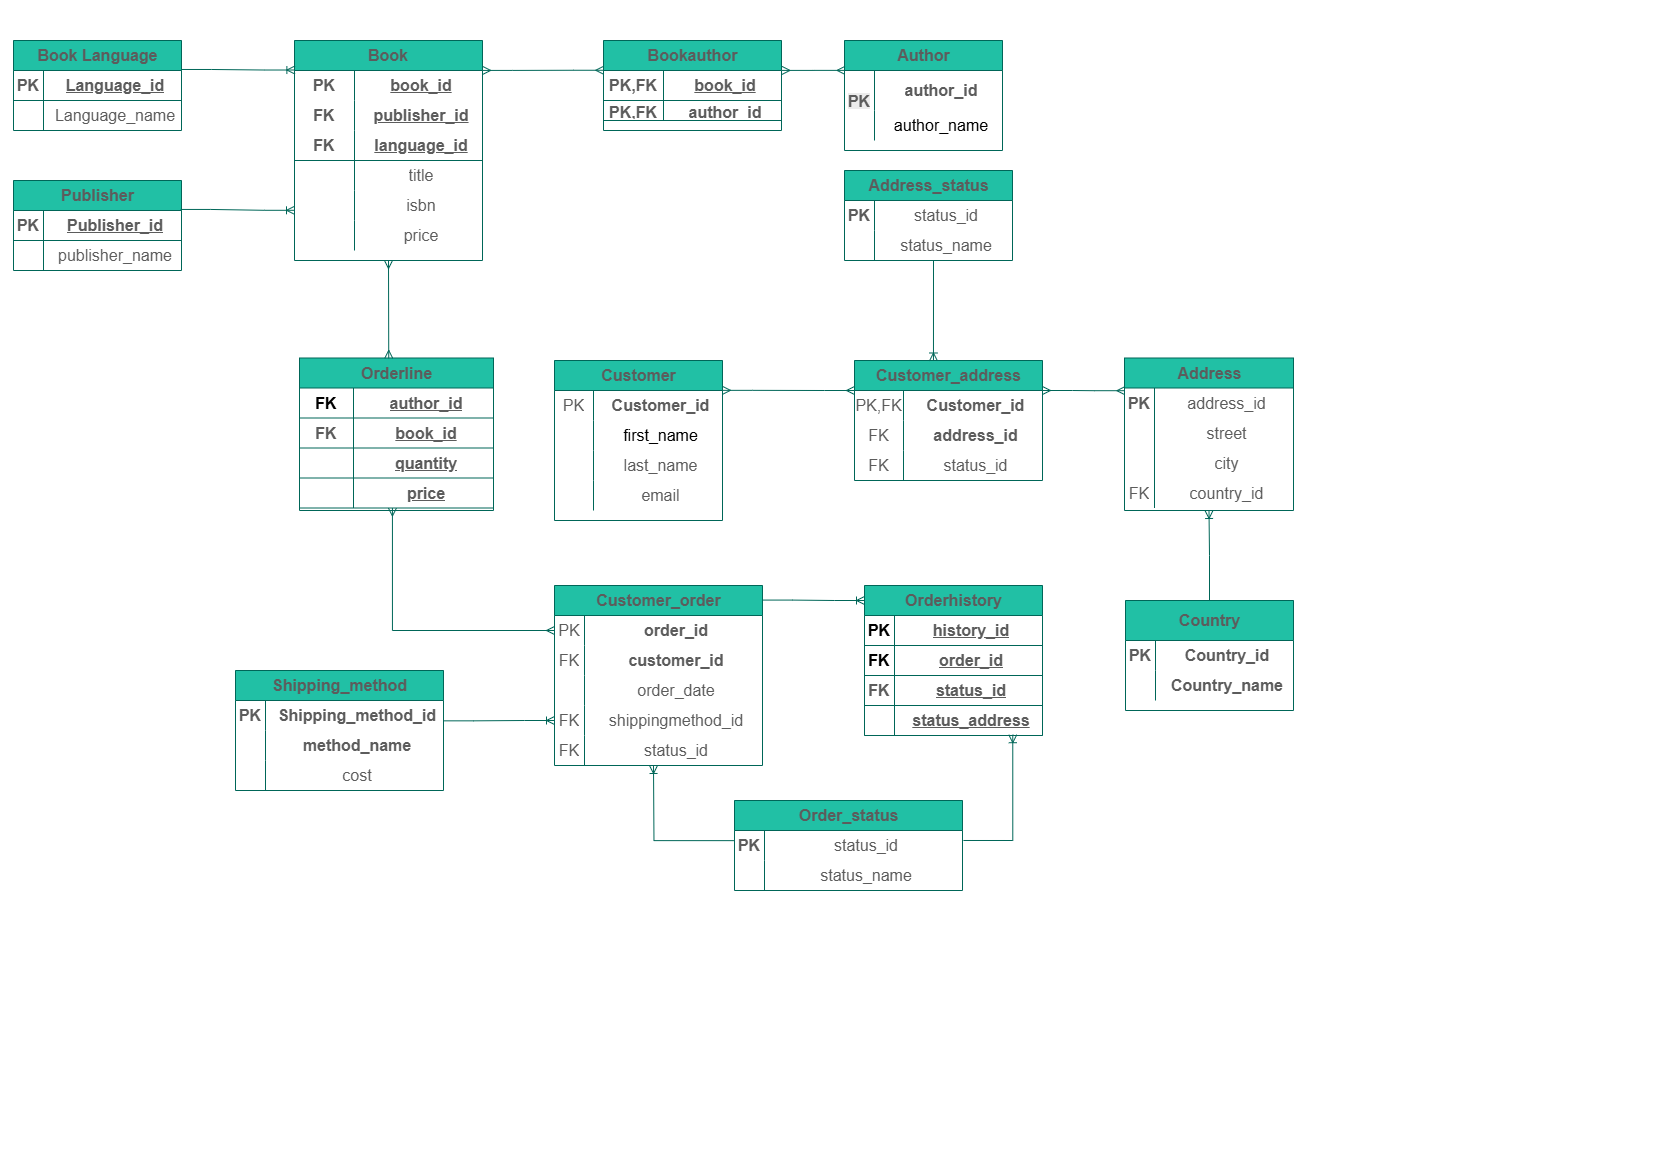 Book Language
PK Language_id
Language_name
Book
PK book_id
FK publisher_id
FK language_id
title
isbn
price
Bookauthor
PK,FK book_id
PK,FK author_id
Author
PK author_id
author_name
Publisher
PK Publisher_id
publisher_name
Address_status
PK status_id
status_name
Orderline
FK author_id
FK book_id
quantity
price
Customer
PK Customer_id
first_name
last_name
email
Customer_address
PK,FK Customer_id
FK address_id
FK status_id
Address
PK address_id
street
city
FK country_id
Customer_order
PK order_id
FK customer_id
order_date
FK shippingmethod_id
FK status_id
Orderhistory
PK history_id
FK order_id
FK status_id
status_address
Country
PK Country_id
Country_name
Shipping_method
PK Shipping_method_id
method_name
cost
Order_status
PK status_id
status_name